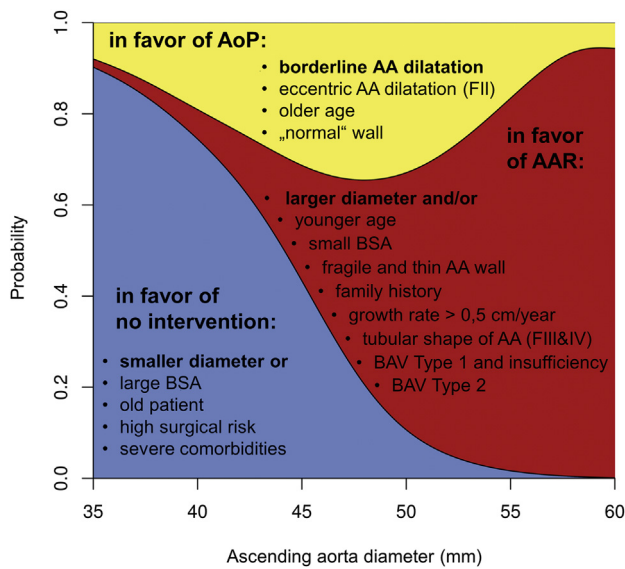 in favor of AoP:
• borderline AA dilatation
• eccentric AA dilatation (FII)
• older age
• „normal“ wall
in favor
of AAR:
• larger diameter and/or
• younger age
• small BSA
• fragile and thin AA wall
• family history
• growth rate > 0,5 cm/year
• tubular shape of AA (FIII&IV)
• BAV Type 1 and insufficiency
• BAV Type 2
in favor of
no intervention:
• smaller diameter or
• large BSA
• old patient
• high surgical risk
• severe comorbidities
Probability
1.0
0.8
0.6
0.4
0.2
0.0
35 40 45 50 55 60
Ascending aorta diameter (mm)